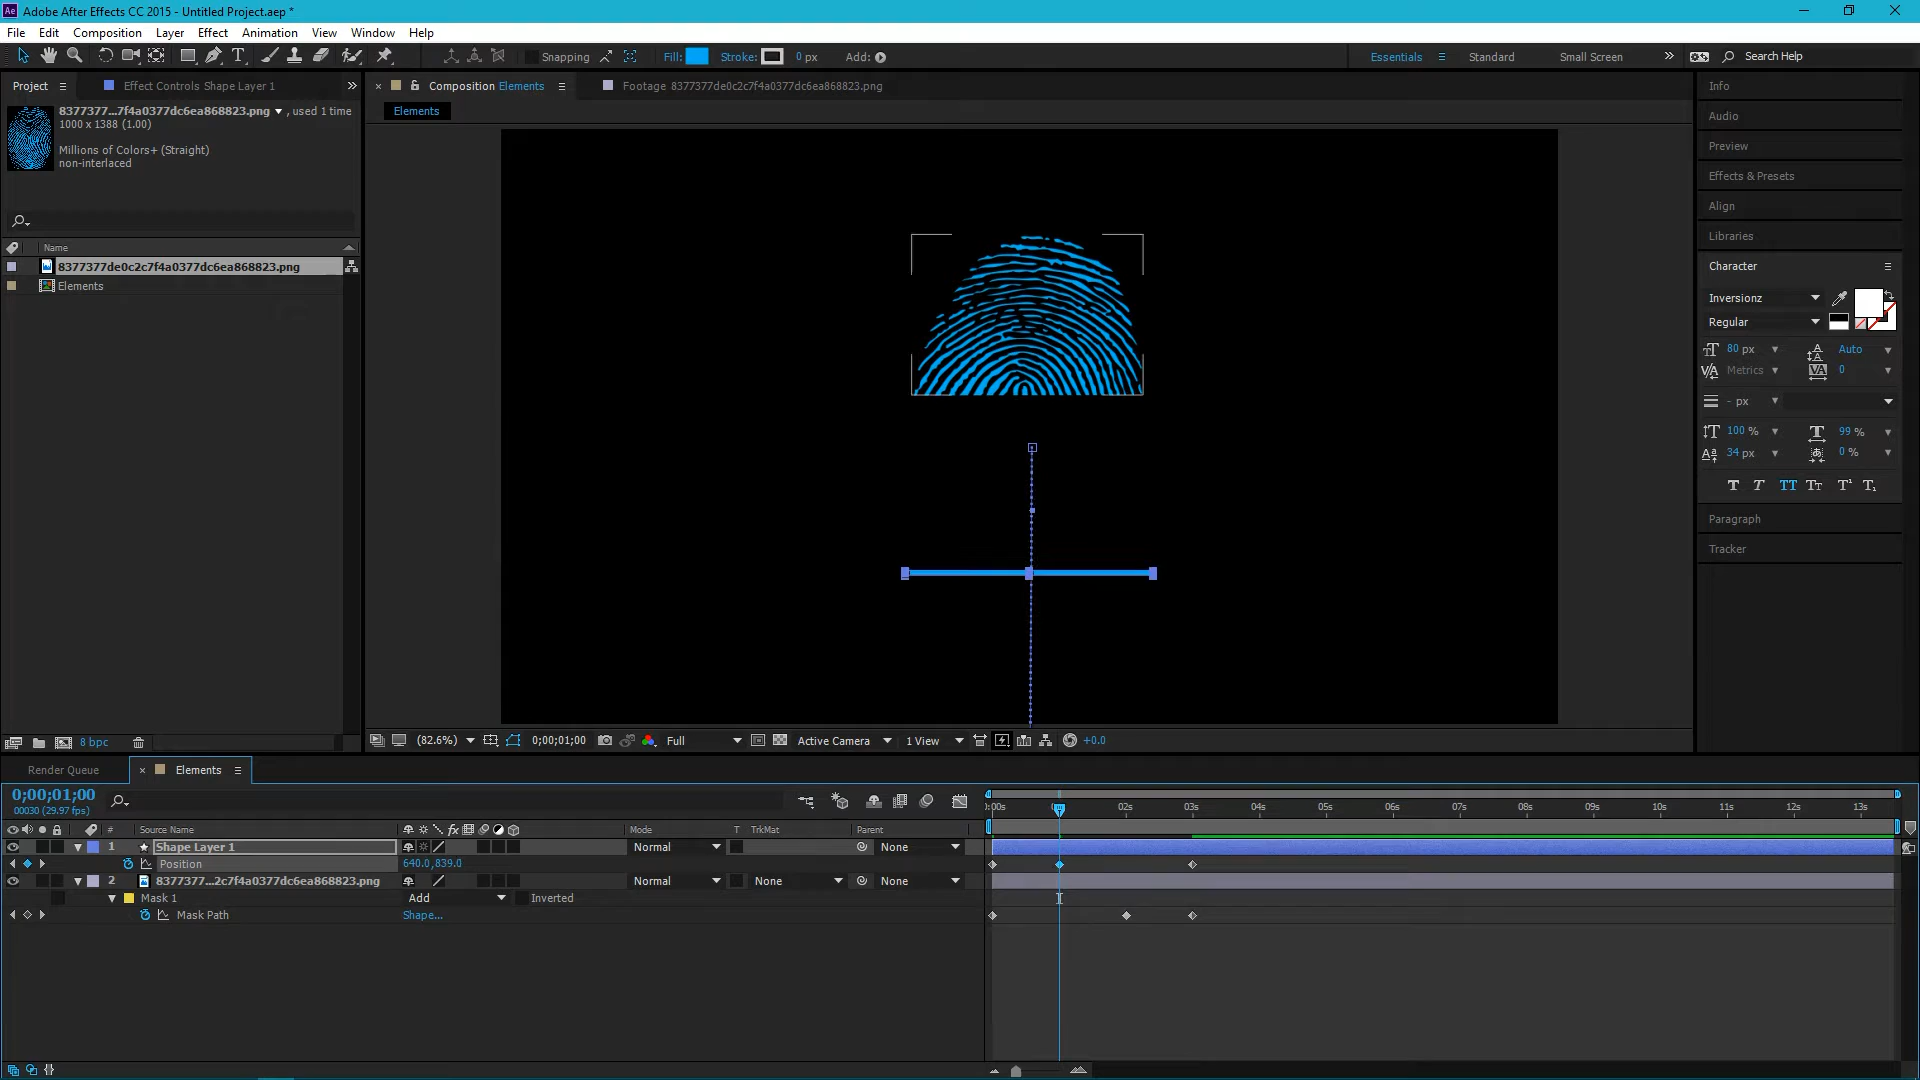 Adobe After Effects CC 2015 - Untitled Project.aep *
File Edit Composition Layer Effect Animation View Window Help
Snapping Fill: Stroke: 0 px Add: Essentials Standard Small Screen Search Help
Project Effect Controls Shape Layer 1 Composition Elements Footage 8377377de0c2c7f4a0377dc6ea868823.png
8377377...7f4a0377dc6ea868823.png , used 1 time
1000 x 1388 (1.00)
Millions of Colors+ (Straight)
non-interlaced
Elements
Name
8377377de0c2c7f4a0377dc6ea868823.png
Elements
Info
Audio
Preview
Effects & Presets
Align
Libraries
Character
Inversionz
Regular
80 px Auto
Metrics 0
- px
100 % 99 %
34 px 0 %
T T TT Tt T¹ T₁
Paragraph
Tracker
8 bpc (82.6%) 0;00;01;00 Full Active Camera 1 View +0.0
Render Queue Elements
0;00;01;00
00030 (29.97 fps)
:00s 02s 03s 04s 05s 06s 07s 08s 09s 10s 11s 12s 13s
# Source Name Mode T TrkMat Parent
1 Shape Layer 1 Normal None
Position 640.0,839.0
2 8377377...2c7f4a0377dc6ea868823.png Normal None None
Mask 1 Add Inverted
Mask Path Shape...